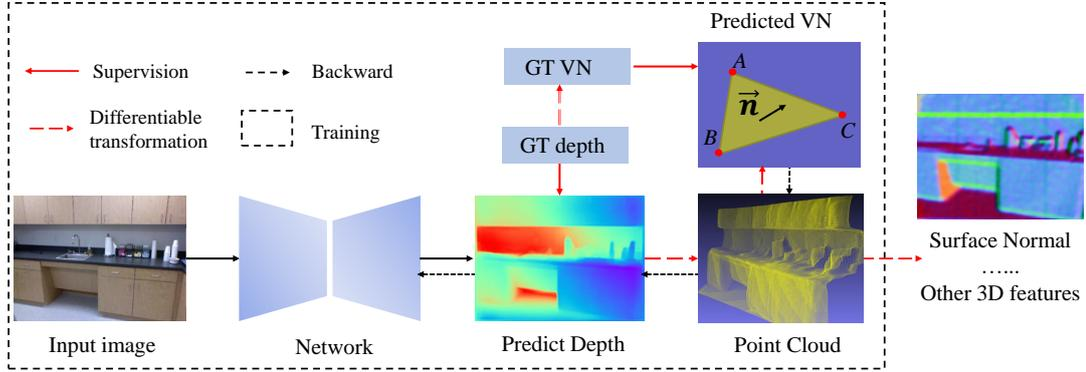 Predicted VN
Supervision
Backward
GT VN
A
Differentiable
transformation
Training
n
B
C
GT depth
Input image
Network
Predict Depth
Point Cloud
Surface Normal
…...
Other 3D features